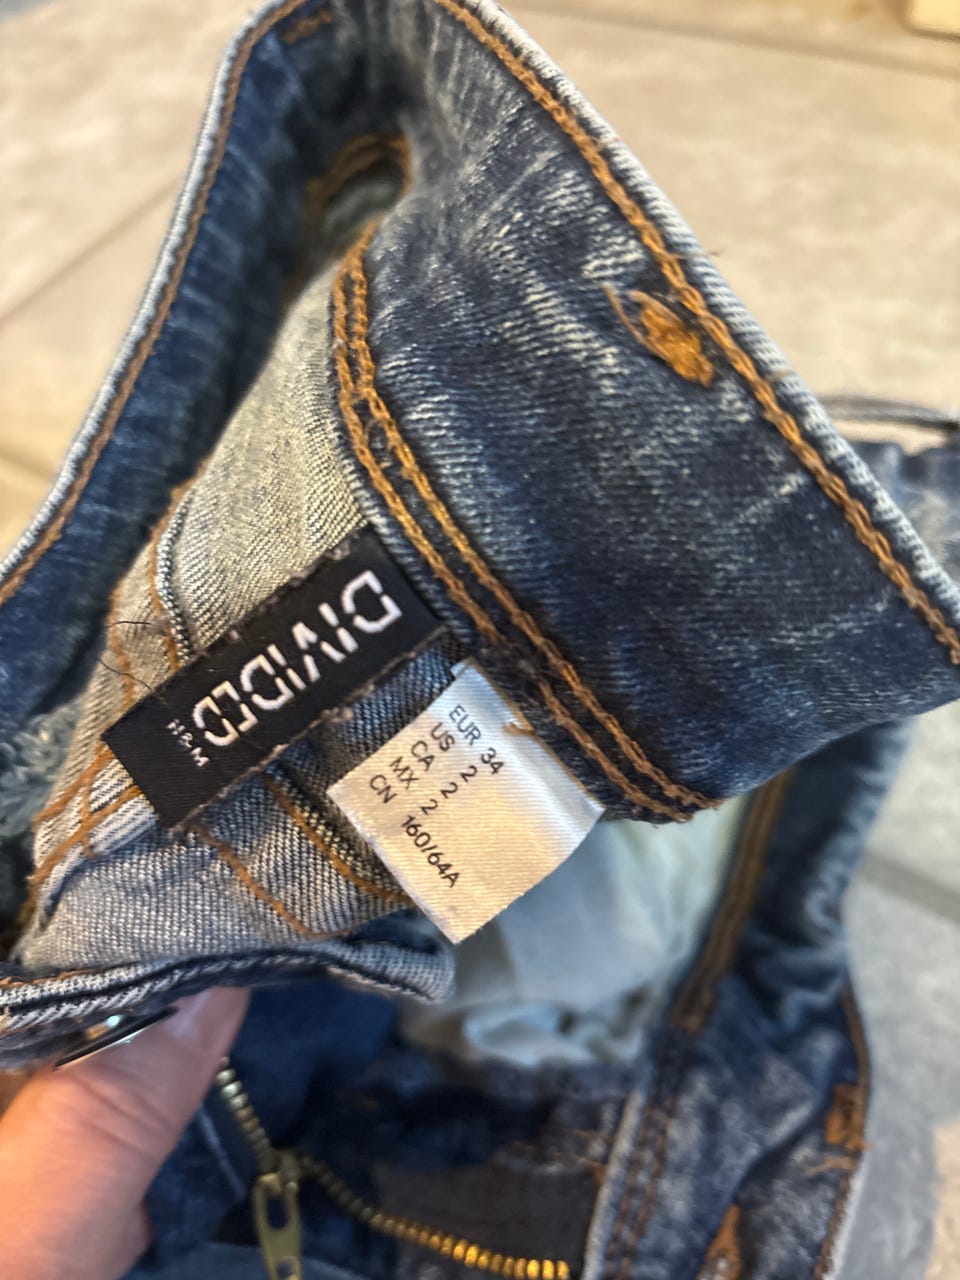 DIVIDED
H&M
EUR 34
US 2
CA 2
MX 2
CN 160/64A